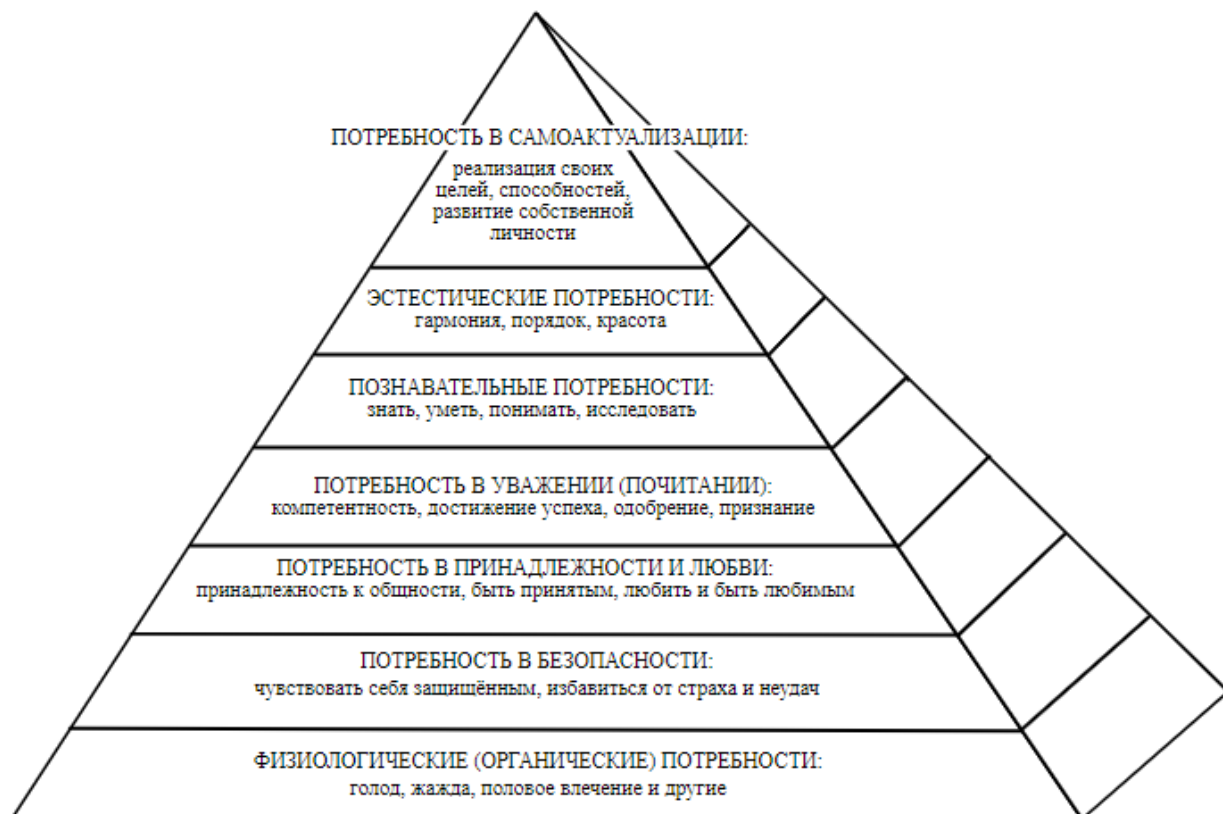 ПОТРЕБНОСТЬ В САМОАКТУАЛИЗАЦИИ:
реализация своих
целей, способностей,
развитие собственной
личности
ЭСТЕСТИЧЕСКИЕ ПОТРЕБНОСТИ:
гармония, порядок, красота
ПОЗНАВАТЕЛЬНЫЕ ПОТРЕБНОСТИ:
знать, уметь, понимать, исследовать
ПОТРЕБНОСТЬ В УВАЖЕНИИ (ПОЧИТАНИИ):
компетентность, достижение успеха, одобрение, признание
ПОТРЕБНОСТЬ В ПРИНАДЛЕЖНОСТИ И ЛЮБВИ:
принадлежность к общности, быть принятым, любить и быть любимым
ПОТРЕБНОСТЬ В БЕЗОПАСНОСТИ:
чувствовать себя защищённым, избавиться от страха и неудач
ФИЗИОЛОГИЧЕСКИЕ (ОРГАНИЧЕСКИЕ) ПОТРЕБНОСТИ:
голод, жажда, половое влечение и другие